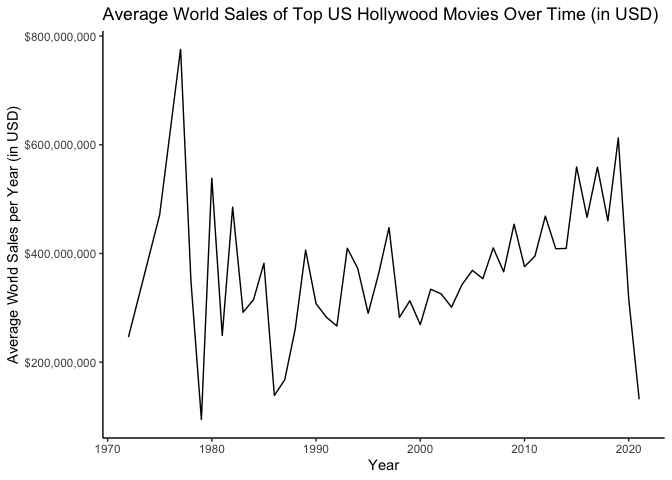 Average World Sales of Top US Hollywood Movies Over Time (in USD)
Average World Sales per Year (in USD)
$800,000,000
$600,000,000
$400,000,000
$200,000,000
1970 1980 1990 2000 2010 2020
Year